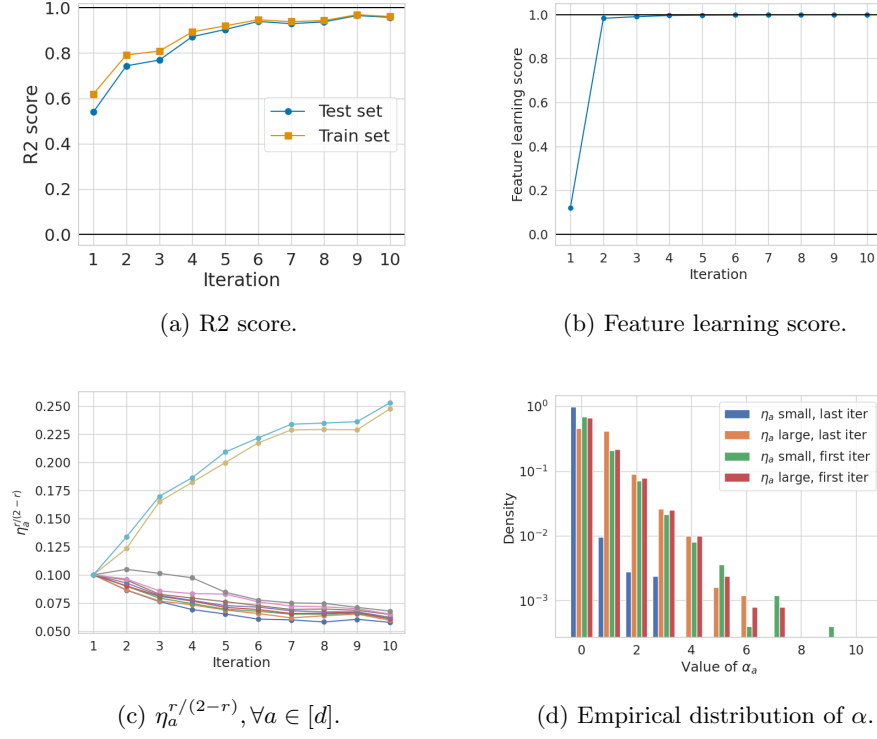 1.0
0.8
0.6
0.4
0.2
0.0
R2 score
Test set
Train set
1 2 3 4 5 6 7 8 9 10
Iteration
(a) R2 score.
1.0
0.8
0.6
0.4
0.2
0.0
Feature learning score
1 2 3 4 5 6 7 8 9 10
Iteration
(b) Feature learning score.
0.250
0.225
0.200
0.175
0.150
0.125
0.100
0.075
0.050
η_a^{r/(2−r)}
1 2 3 4 5 6 7 8 9 10
Iteration
(c) η_a^{r/(2−r)}, ∀a ∈ [d].
10^0
10^{−1}
10^{−2}
10^{−3}
Density
η_a small, last iter
η_a large, last iter
η_a small, first iter
η_a large, first iter
0 2 4 6 8 10
Value of α_a
(d) Empirical distribution of α.